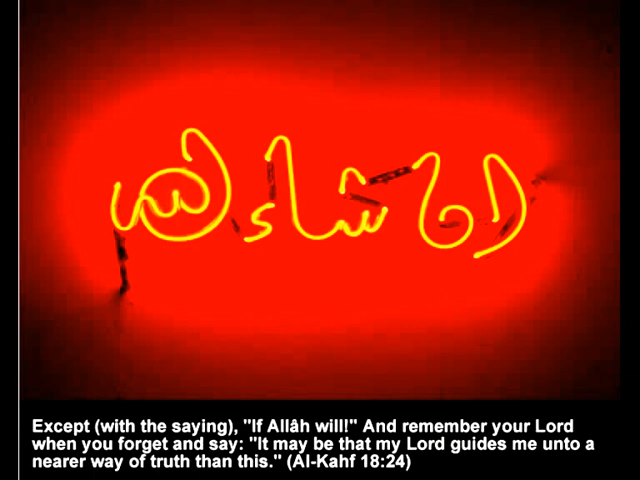 ان شاء الله
Except (with the saying), "If Allâh will!" And remember your Lord
when you forget and say: "It may be that my Lord guides me unto a
nearer way of truth than this." (Al-Kahf 18:24)